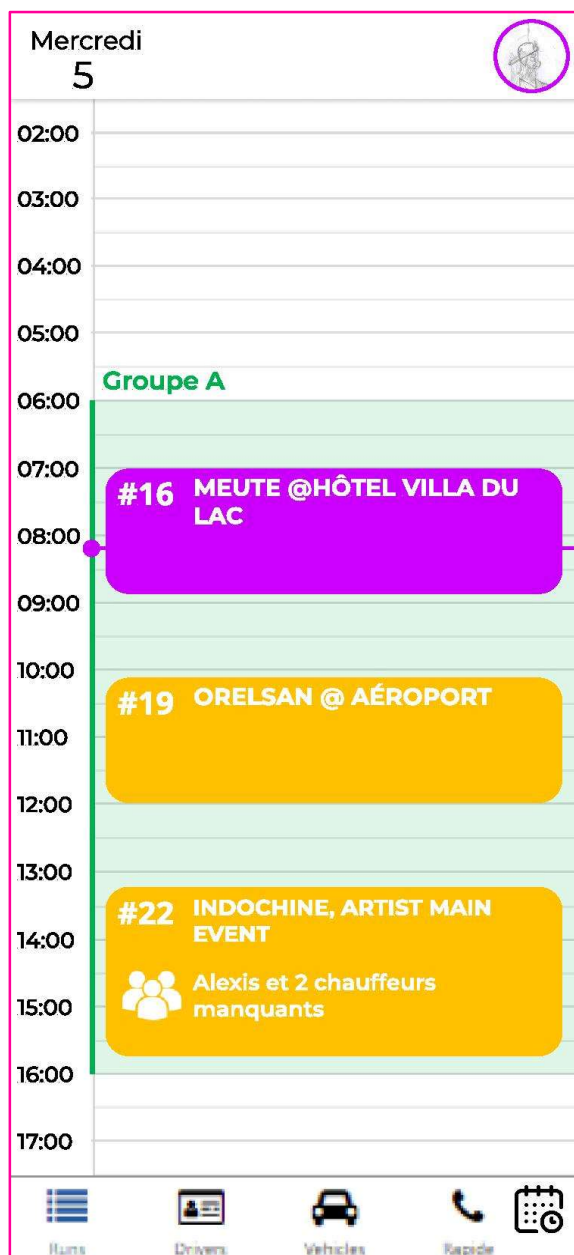 Mercredi
5
02:00
03:00
04:00
05:00
Groupe A
06:00
07:00
#16 MEUTE @HÔTEL VILLA DU
LAC
08:00
09:00
10:00
#19 ORELSAN @ AÉROPORT
11:00
12:00
13:00
#22 INDOCHINE, ARTIST MAIN
EVENT
14:00
Alexis et 2 chauffeurs
manquants
15:00
16:00
17:00
Runs Drivers Vehicles Rapide